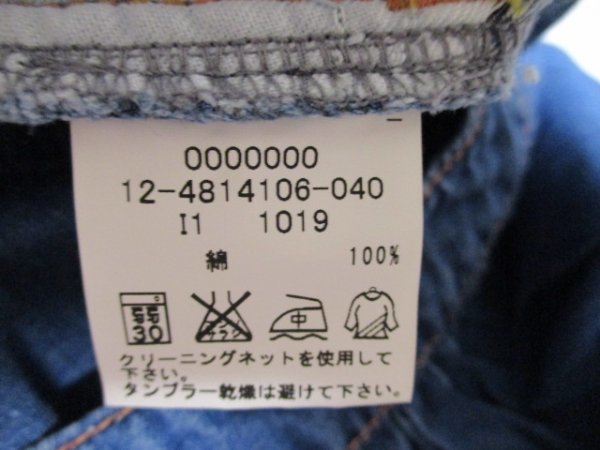 0000000
12-4814106-040
I1 1019
綿 100%
30
中
クリーニングネットを使用して
下さい。
タンブラー乾燥は避けて下さい。